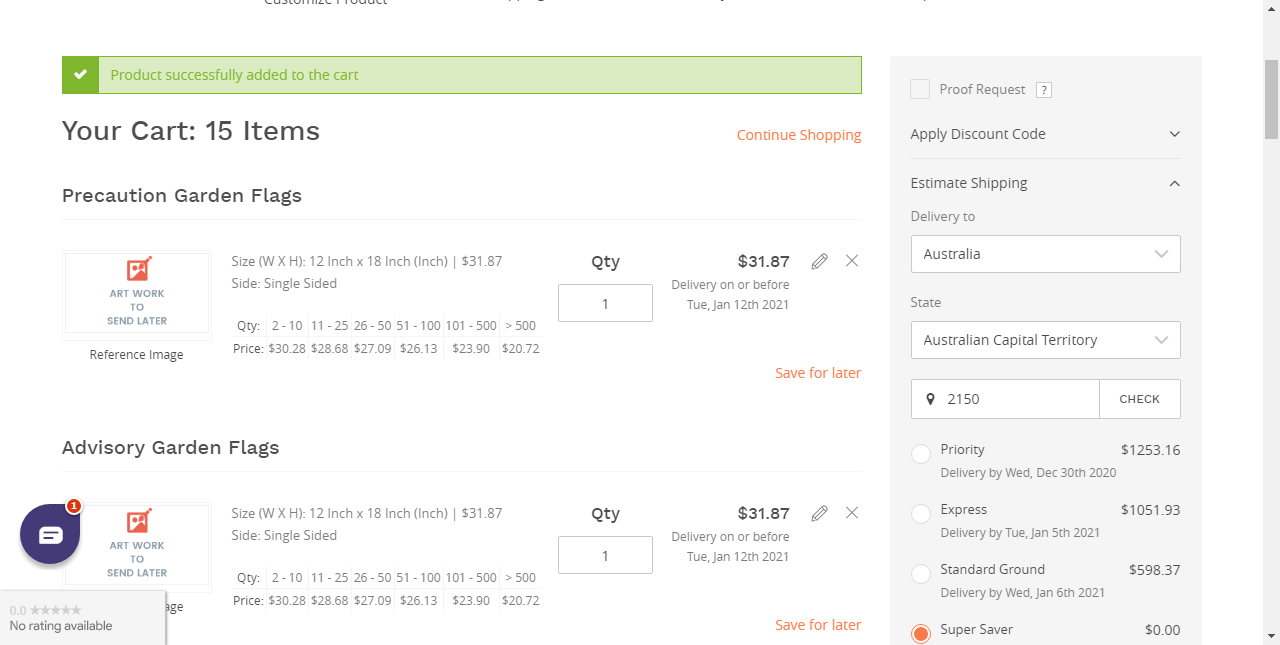 Customize Product
Product successfully added to the cart
Your Cart: 15 Items
Continue Shopping
Precaution Garden Flags
ART WORK
TO
SEND LATER
Reference Image
Size (W X H): 12 Inch x 18 Inch (Inch) | $31.87
Side: Single Sided
Qty: 2 - 10 11 - 25 26 - 50 51 - 100 101 - 500 > 500
Price: $30.28 $28.68 $27.09 $26.13 $23.90 $20.72
Qty
1
$31.87
Delivery on or before
Tue, Jan 12th 2021
Save for later
Advisory Garden Flags
ART WORK
TO
SEND LATER
age
Size (W X H): 12 Inch x 18 Inch (Inch) | $31.87
Side: Single Sided
Qty: 2 - 10 11 - 25 26 - 50 51 - 100 101 - 500 > 500
Price: $30.28 $28.68 $27.09 $26.13 $23.90 $20.72
Qty
1
$31.87
Delivery on or before
Tue, Jan 12th 2021
Save for later
1
0.0 ★★★★★
No rating available
Proof Request ?
Apply Discount Code
Estimate Shipping
Delivery to
Australia
State
Australian Capital Territory
2150 CHECK
Priority $1253.16
Delivery by Wed, Dec 30th 2020
Express $1051.93
Delivery by Tue, Jan 5th 2021
Standard Ground $598.37
Delivery by Wed, Jan 6th 2021
Super Saver $0.00